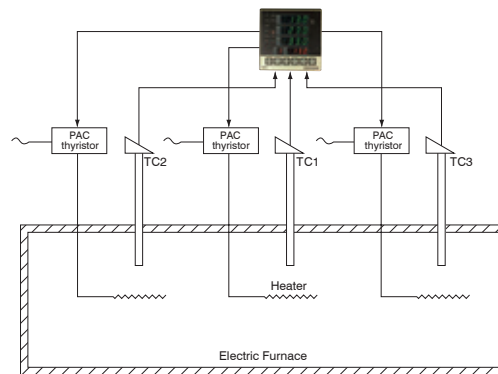 PAC
thyristor
TC2
PAC
thyristor
TC1
PAC
thyristor
TC3
Heater
Electric Furnace